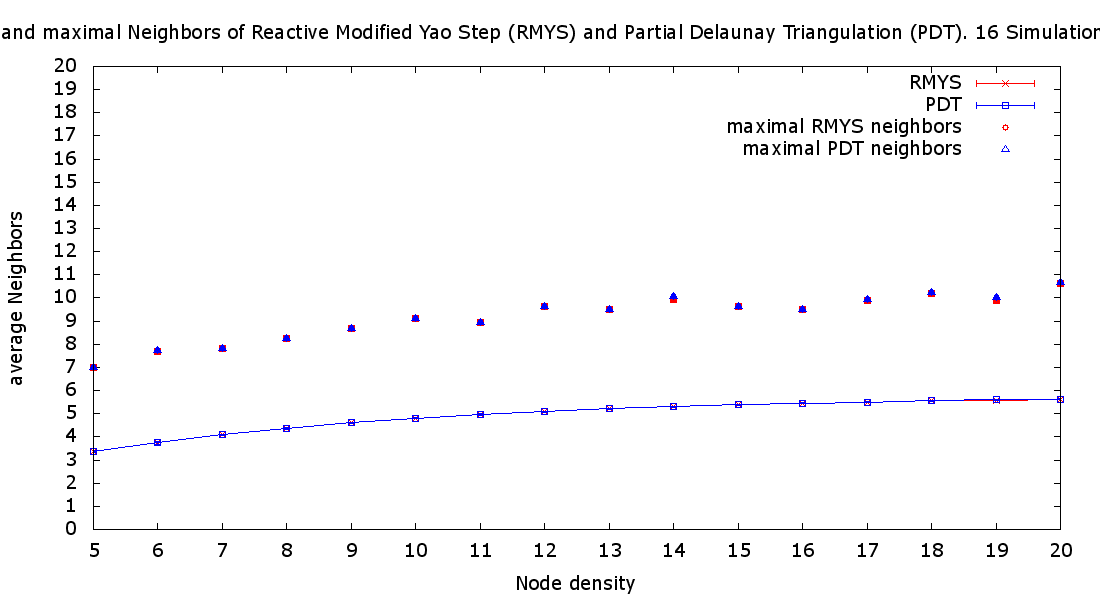 and maximal Neighbors of Reactive Modified Yao Step (RMYS) and Partial Delaunay Triangulation (PDT). 16 Simulation
20
19
18
17
16
15
14
13
12
11
10
9
8
7
6
5
4
3
2
1
0
average Neighbors
RMYS
PDT
maximal RMYS neighbors
maximal PDT neighbors
5 6 7 8 9 10 11 12 13 14 15 16 17 18 19 20
Node density